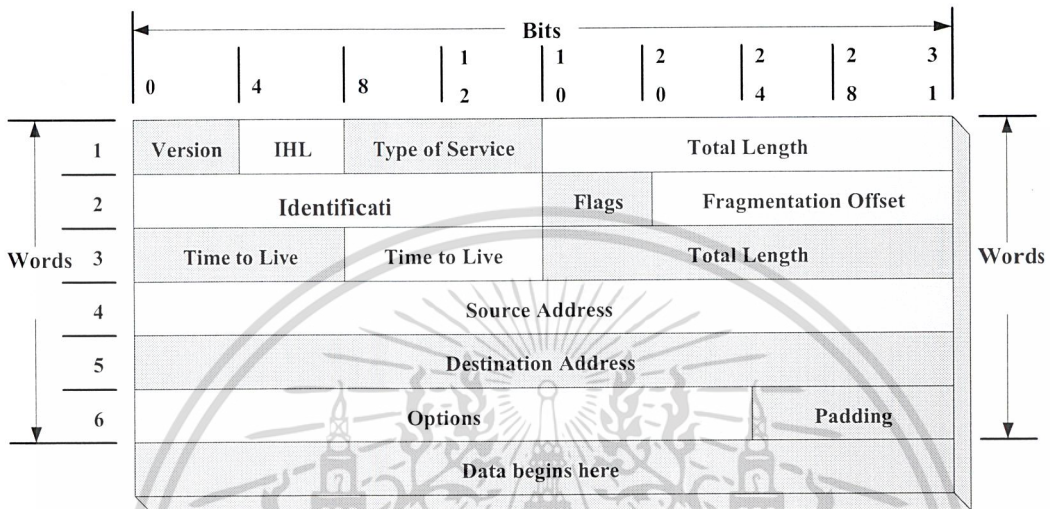 Bits
1 1 2 2 2 3
0 4 8 2 0 0 4 8 1
1 Version IHL Type of Service Total Length
2 Identificati Flags Fragmentation Offset
Words 3 Time to Live Time to Live Total Length Words
4 Source Address
5 Destination Address
6 Options Padding
Data begins here